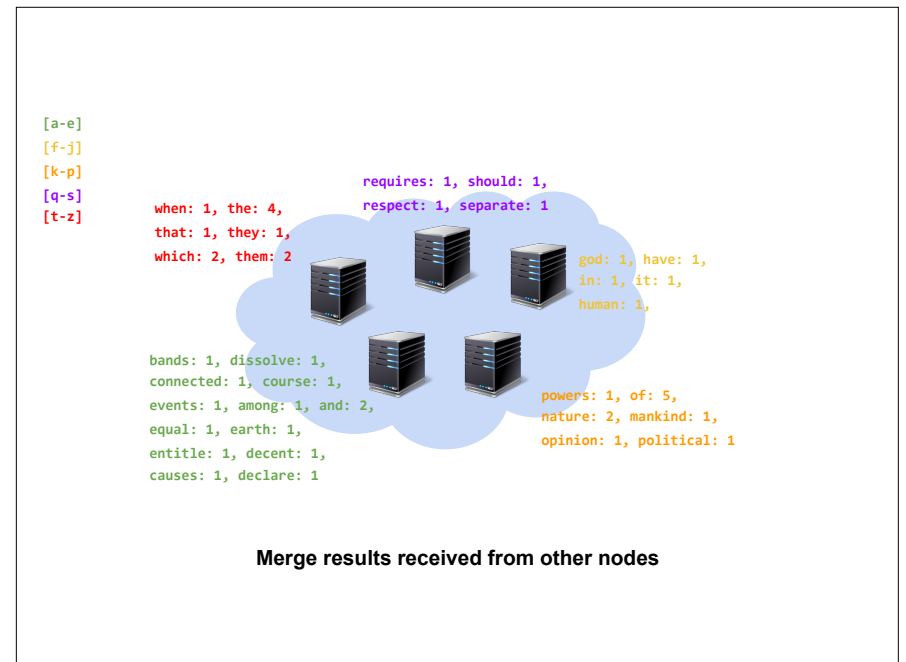 [a-e]
[f-j]
[k-p]
[q-s]
[t-z]
requires: 1, should: 1,
respect: 1, separate: 1
when: 1, the: 4,
that: 1, they: 1,
which: 2, them: 2
god: 1, have: 1,
in: 1, it: 1,
human: 1,
bands: 1, dissolve: 1,
connected: 1, course: 1,
events: 1, among: 1, and: 2,
equal: 1, earth: 1,
entitle: 1, decent: 1,
causes: 1, declare: 1
powers: 1, of: 5,
nature: 2, mankind: 1,
opinion: 1, political: 1
Merge results received from other nodes